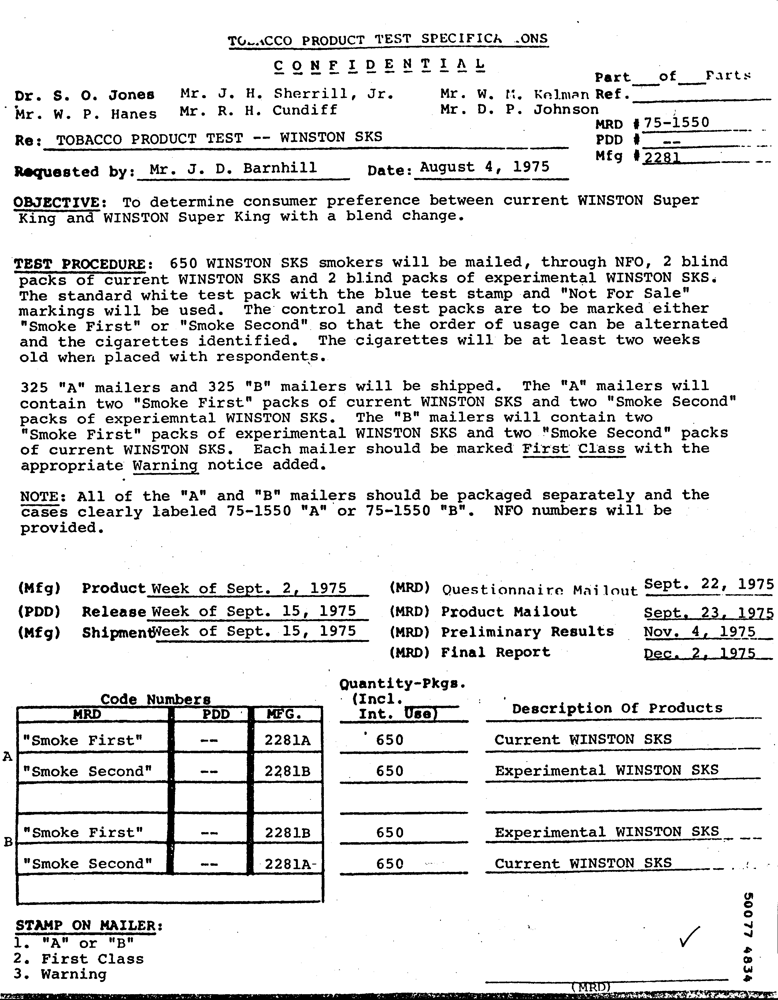 TOBACCO PRODUCT TEST SPECIFICA .ONS
CONFIDENTIAL
Part of Parts
Dr. S. O. Jones Mr. J. H. Sherrill, Jr. Mr. W. M. Kelman Ref.
Mr. W. P. Hanes Mr. R. H. Cundiff Mr. D. P. Johnson
MRD # 75-1550
Re: TOBACCO PRODUCT TEST -- WINSTON SKS PDD # --
Requested by: Mr. J. D. Barnhill Date: August 4, 1975 Mfg # 2281
OBJECTIVE: To determine consumer preference between current WINSTON Super
King and WINSTON Super King with a blend change.
TEST PROCEDURE: 650 WINSTON SKS smokers will be mailed, through NFO, 2 blind
packs of current WINSTON SKS and 2 blind packs of experimental WINSTON SKS.
The standard white test pack with the blue test stamp and "Not For Sale"
markings will be used. The control and test packs are to be marked either
"Smoke First" or "Smoke Second" so that the order of usage can be alternated
and the cigarettes identified. The cigarettes will be at least two weeks
old when placed with respondents.
325 "A" mailers and 325 "B" mailers will be shipped. The "A" mailers will
contain two "Smoke First" packs of current WINSTON SKS and two "Smoke Second"
packs of experiemntal WINSTON SKS. The "B" mailers will contain two
"Smoke First" packs of experimental WINSTON SKS and two "Smoke Second" packs
of current WINSTON SKS. Each mailer should be marked First Class with the
appropriate Warning notice added.
NOTE: All of the "A" and "B" mailers should be packaged separately and the
cases clearly labeled 75-1550 "A" or 75-1550 "B". NFO numbers will be
provided.
(Mfg) Product Week of Sept. 2, 1975 (MRD) Questionnaire Mailout Sept. 22, 1975
(PDD) Release Week of Sept. 15, 1975 (MRD) Product Mailout Sept. 23, 1975
(Mfg) Shipment Week of Sept. 15, 1975 (MRD) Preliminary Results Nov. 4, 1975
(MRD) Final Report Dec. 2, 1975
Quantity-Pkgs.
Code Numbers (Incl.
MRD PDD MFG. Int. Use) Description Of Products
"Smoke First" -- 2281A 650 Current WINSTON SKS
A
"Smoke Second" -- 2281B 650 Experimental WINSTON SKS
"Smoke First" -- 2281B 650 Experimental WINSTON SKS
B
"Smoke Second" -- 2281A 650 Current WINSTON SKS
STAMP ON MAILER:
1. "A" or "B"
2. First Class
3. Warning
(MRD)
50077 4834